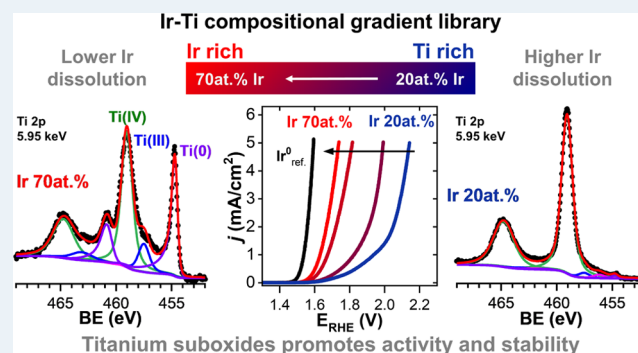 Ir-Ti compositional gradient library
Lower Ir
dissolution
Ir rich
Ti rich
70at.% Ir
20at.% Ir
Higher Ir
dissolution
Ti 2p
5.95 keV
Ti(IV)
Ti(III)
Ti(0)
Ir 70at.%
465
460
455
BE (eV)
Ir 70at.%
Ir 20at.%
Ir⁰
ref.
j (mA/cm²)
6
5
4
3
2
1
0
1.4
1.6
1.8
2.0
2.2
E_RHE (V)
Ti 2p
5.95 keV
Ir 20at.%
465
460
455
BE (eV)
Titanium suboxides promotes activity and stability